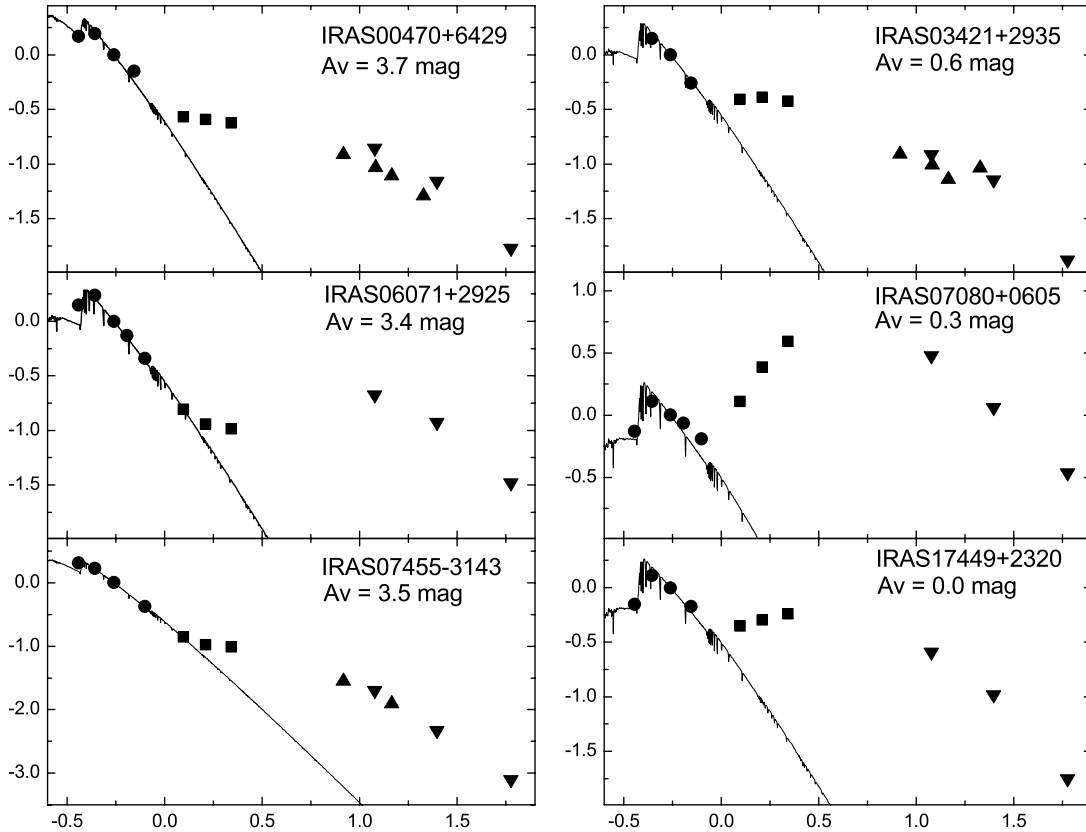 IRAS00470+6429
Av = 3.7 mag
0.0
-0.5
-1.0
-1.5
IRAS03421+2935
Av = 0.6 mag
0.0
-0.5
-1.0
-1.5
IRAS06071+2925
Av = 3.4 mag
0.0
-0.5
-1.0
-1.5
IRAS07080+0605
Av = 0.3 mag
1.0
0.5
0.0
-0.5
IRAS07455-3143
Av = 3.5 mag
0.0
-1.0
-2.0
-3.0
-0.5 0.0 0.5 1.0 1.5
IRAS17449+2320
Av = 0.0 mag
0.0
-0.5
-1.0
-1.5
-0.5 0.0 0.5 1.0 1.5